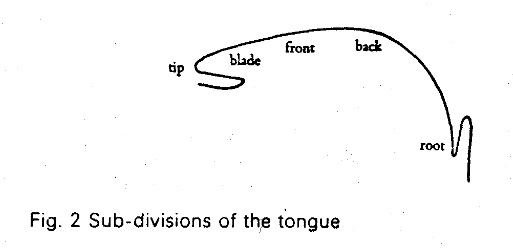 front
back
blade
tip
root
Fig. 2 Sub-divisions of the tongue